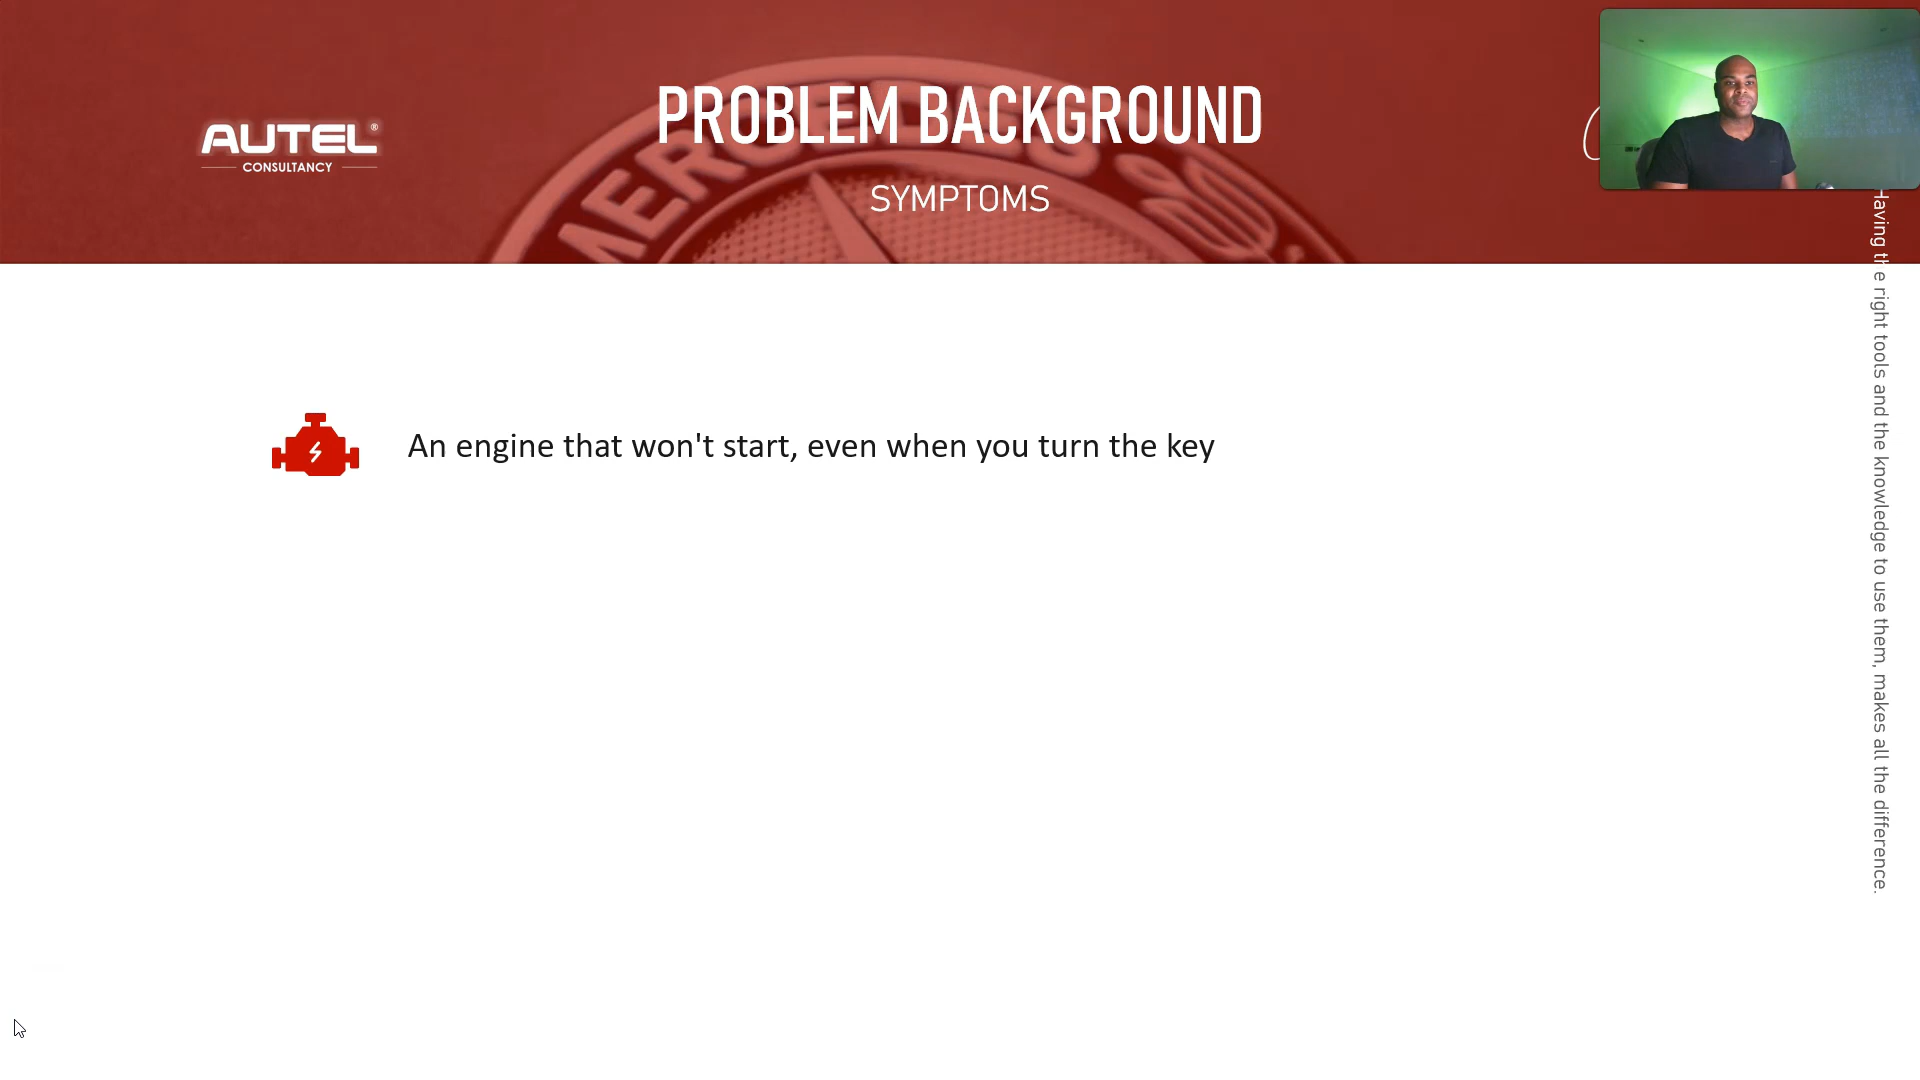 PROBLEM BACKGROUND
SYMPTOMS
AUTEL®
CONSULTANCY
MERCEDES
An engine that won't start, even when you turn the key
Having the right tools and the knowledge to use them, makes all the difference.